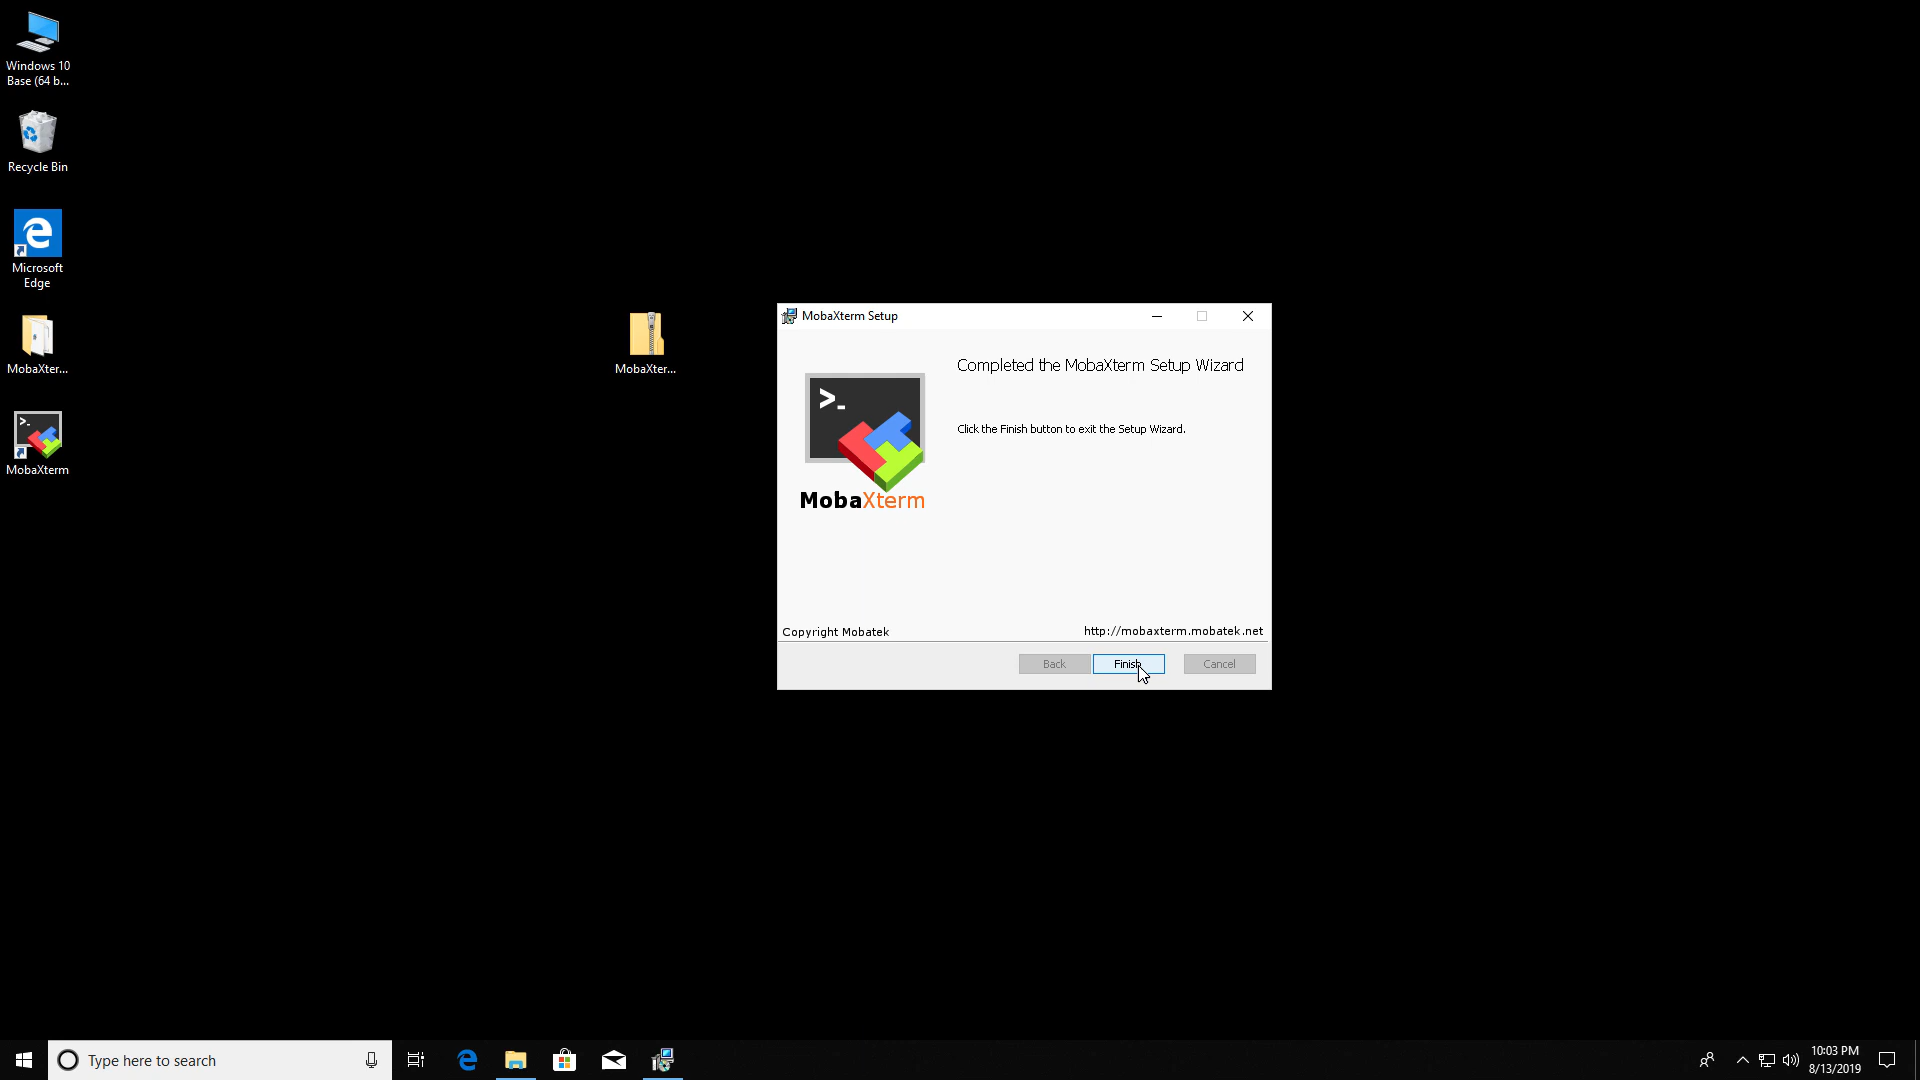 Windows 10
Base (64 b...
Recycle Bin
Microsoft
Edge
MobaXter...
MobaXterm
MobaXter...
MobaXterm Setup
Completed the MobaXterm Setup Wizard
Click the Finish button to exit the Setup Wizard.
>_
MobaXterm
Copyright Mobatek
http://mobaxterm.mobatek.net
Back
Finish
Cancel
Type here to search
10:03 PM
8/13/2019